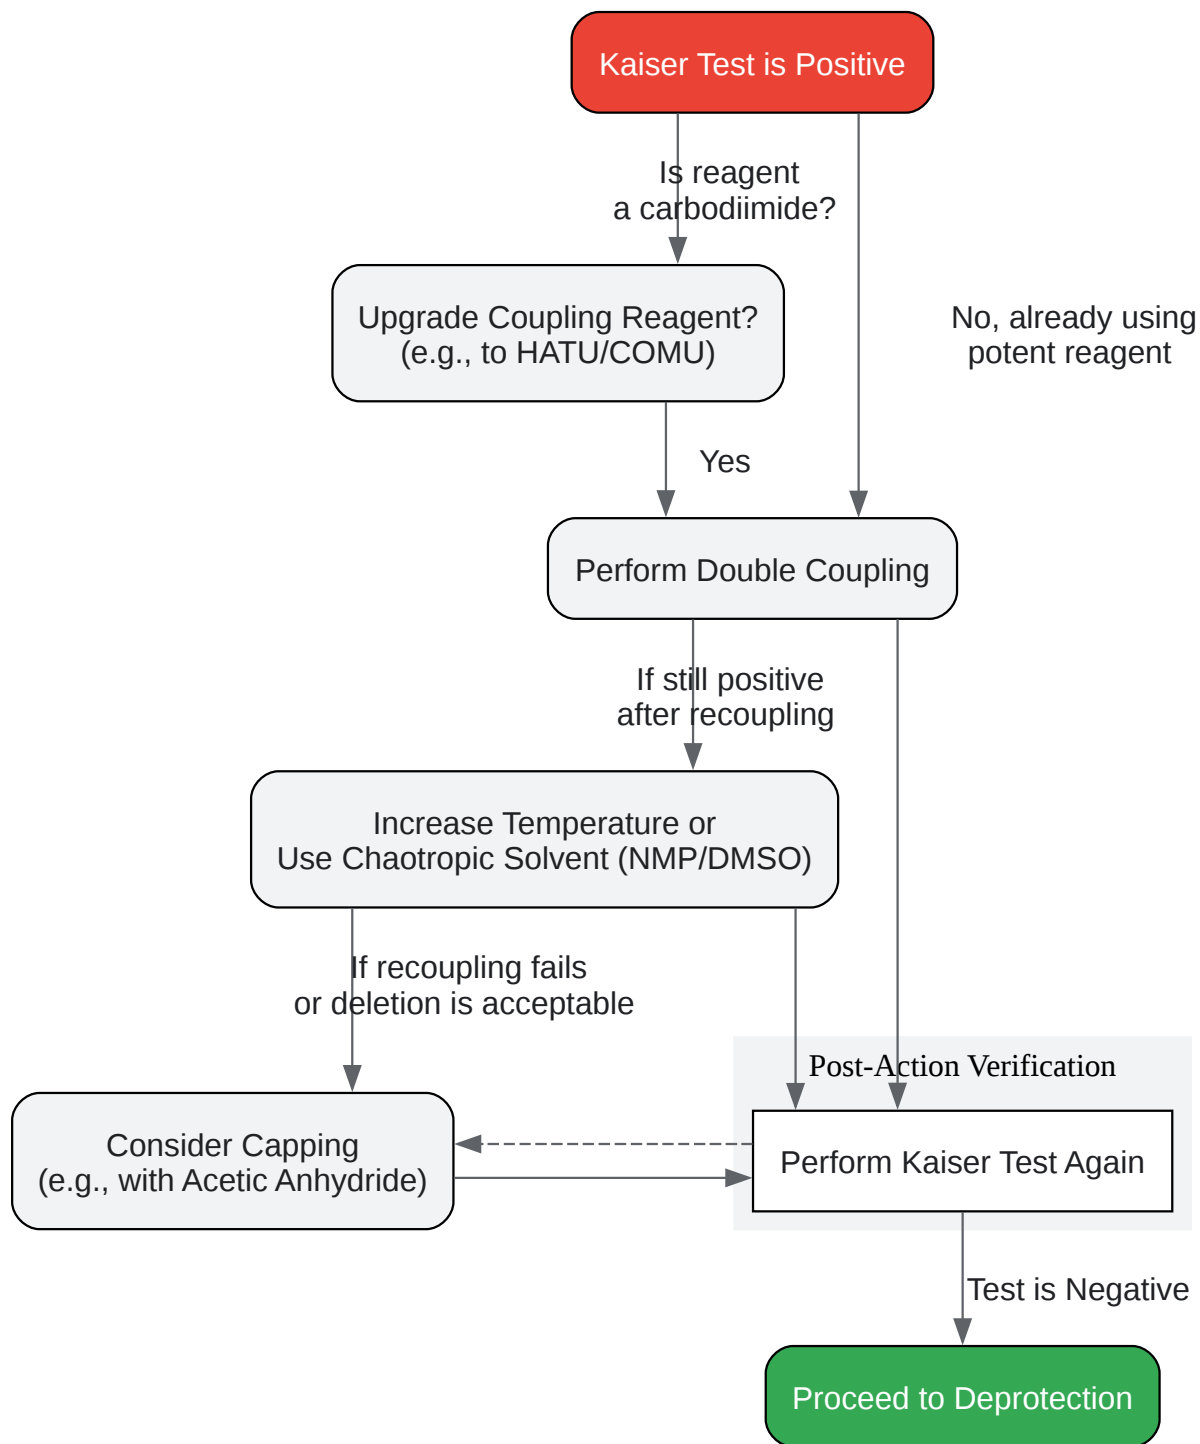 Kaiser Test is Positive
Is reagent
a carbodiimide?
Upgrade Coupling Reagent?
(e.g., to HATU/COMU)
No, already using
potent reagent
Yes
Perform Double Coupling
If still positive
after recoupling
Increase Temperature or
Use Chaotropic Solvent (NMP/DMSO)
If recoupling fails
or deletion is acceptable
Post-Action Verification
Consider Capping
(e.g., with Acetic Anhydride)
Perform Kaiser Test Again
Test is Negative
Proceed to Deprotection